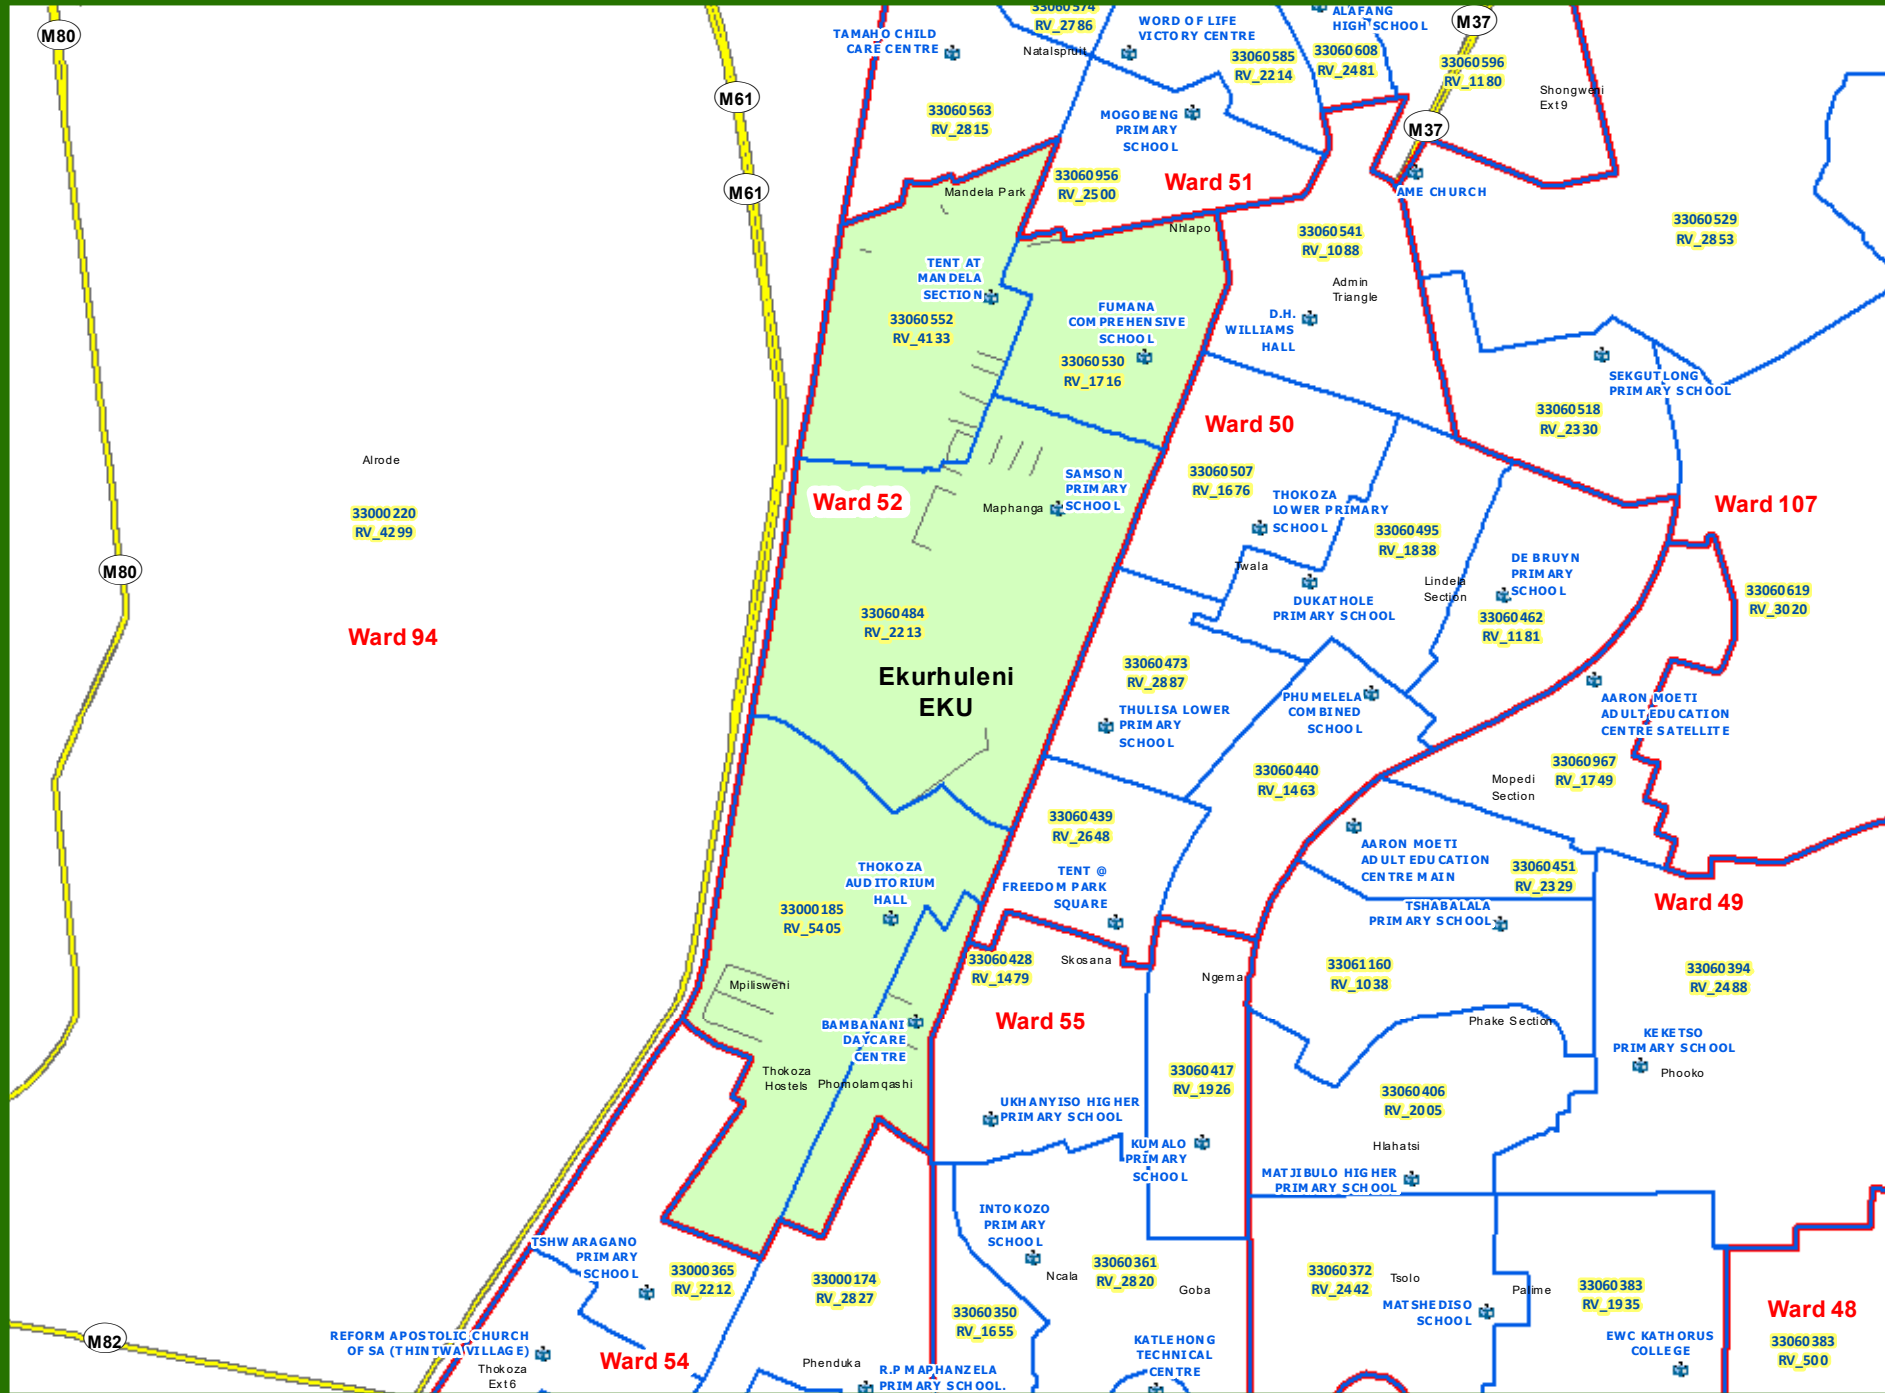 M80
M61
M61
M80
M82
M37
M37
TAMAHO CHILD
CARE CENTRE
33060574
RV_2786
Natalspruit
WORD OF LIFE
VICTORY CENTRE
ALAFANG
HIGH SCHOOL
33060585
RV_2214
33060608
RV_2481
33060596
RV_1180
Shongweni
Ext 9
33060563
RV_2815
MOGOBENG
PRIMARY
SCHOOL
33060956
RV_2500
Ward 51
AME CHURCH
Mandela Park
Nhlapo
33060541
RV_1088
33060529
RV_2853
TENT AT
MANDELA
SECTION
Admin
Triangle
33060552
RV_4133
FUMANA
COMPREHENSIVE
SCHOOL
33060530
RV_1716
D.H.
WILLIAMS
HALL
SEKGUTLONG
PRIMARY SCHOOL
33060518
RV_2330
Ward 50
Alrode
33000220
RV_4299
Ward 94
Ward 52
SAMSON
PRIMARY
SCHOOL
Maphanga
33060507
RV_1676
THOKOZA
LOWER PRIMARY
SCHOOL
33060495
RV_1838
Ward 107
Twala
DUKATHOLE
PRIMARY SCHOOL
Lindela
Section
DE BRUYN
PRIMARY
SCHOOL
33060462
RV_1181
33060619
RV_3020
33060484
RV_2213
Ekurhuleni
EKU
33060473
RV_2887
THULISA LOWER
PRIMARY
SCHOOL
PHUMELELA
COMBINED
SCHOOL
AARON MOETI
ADULT EDUCATION
CENTRE SATELLITE
33060440
RV_1463
Mopedi
Section
33060967
RV_1749
33060439
RV_2648
AARON MOETI
ADULT EDUCATION
CENTRE MAIN
33060451
RV_2329
THOKOZA
AUDITORIUM
HALL
33000185
RV_5405
TENT @
FREEDOM PARK
SQUARE
TSHABALALA
PRIMARY SCHOOL
Ward 49
33060428
RV_1479
Skosana
Ngema
33061160
RV_1038
33060394
RV_2488
Mpilisweni
Ward 55
Phake Section
BAMBANANI
DAYCARE
CENTRE
KEKETSO
PRIMARY SCHOOL
Phooko
Thokoza
Hostels
Phomolamqashi
33060417
RV_1926
33060406
RV_2005
UKHANYISO HIGHER
PRIMARY SCHOOL
KUMALO
PRIMARY
SCHOOL
Hlahatsi
MATJIBULO HIGHER
PRIMARY SCHOOL
INTOKOZO
PRIMARY
SCHOOL
TSHWARAGANO
PRIMARY
SCHOOL
33000365
RV_2212
33000174
RV_2827
Ncala
33060361
RV_2820
Goba
33060372
RV_2442
Tsolo
Palime
33060383
RV_1935
MATSHEDISO
SCHOOL
Ward 48
33060383
RV_500
33060350
RV_1655
REFORM APOSTOLIC CHURCH
OF SA (THINTWA VILLAGE)
Thokoza
Ext 6
Ward 54
Phenduka
R.P MAPHANZELA
PRIMARY SCHOOL.
KATLEHONG
TECHNICAL
CENTRE
EWC KATHORUS
COLLEGE